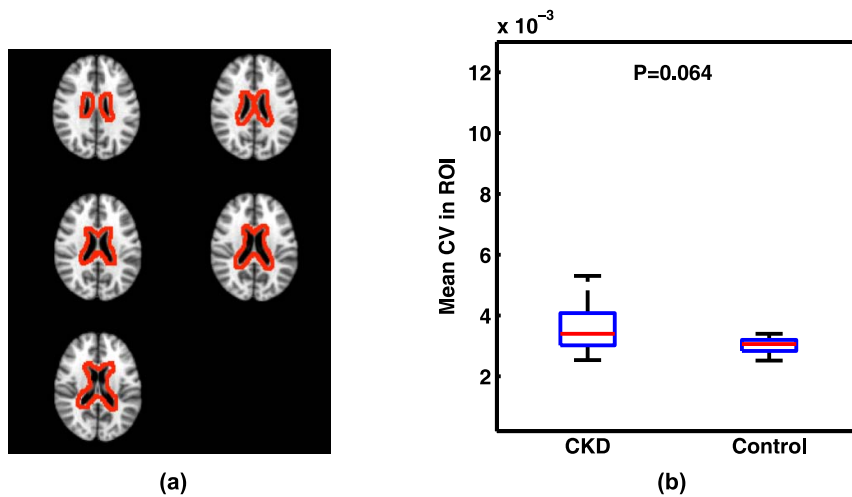 x 10⁻³
P=0.064
12
10
8
6
4
2
Mean CV in ROI
CKD Control
(a) (b)